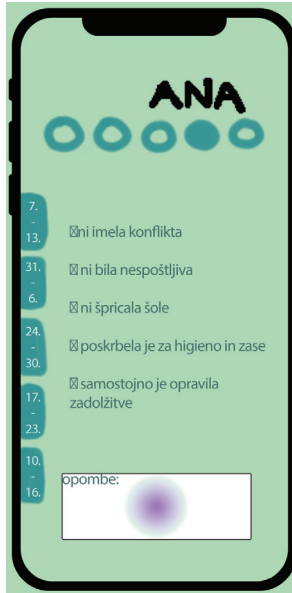 ANA
7.
-
13.
31.
-
6.
24.
-
30.
17.
-
23.
10.
-
16.
ni imela konflikta
ni bila nespoštljiva
ni špricala šole
poskrbela je za higieno in zase
samostojno je opravila
zadolžitve
opombe: